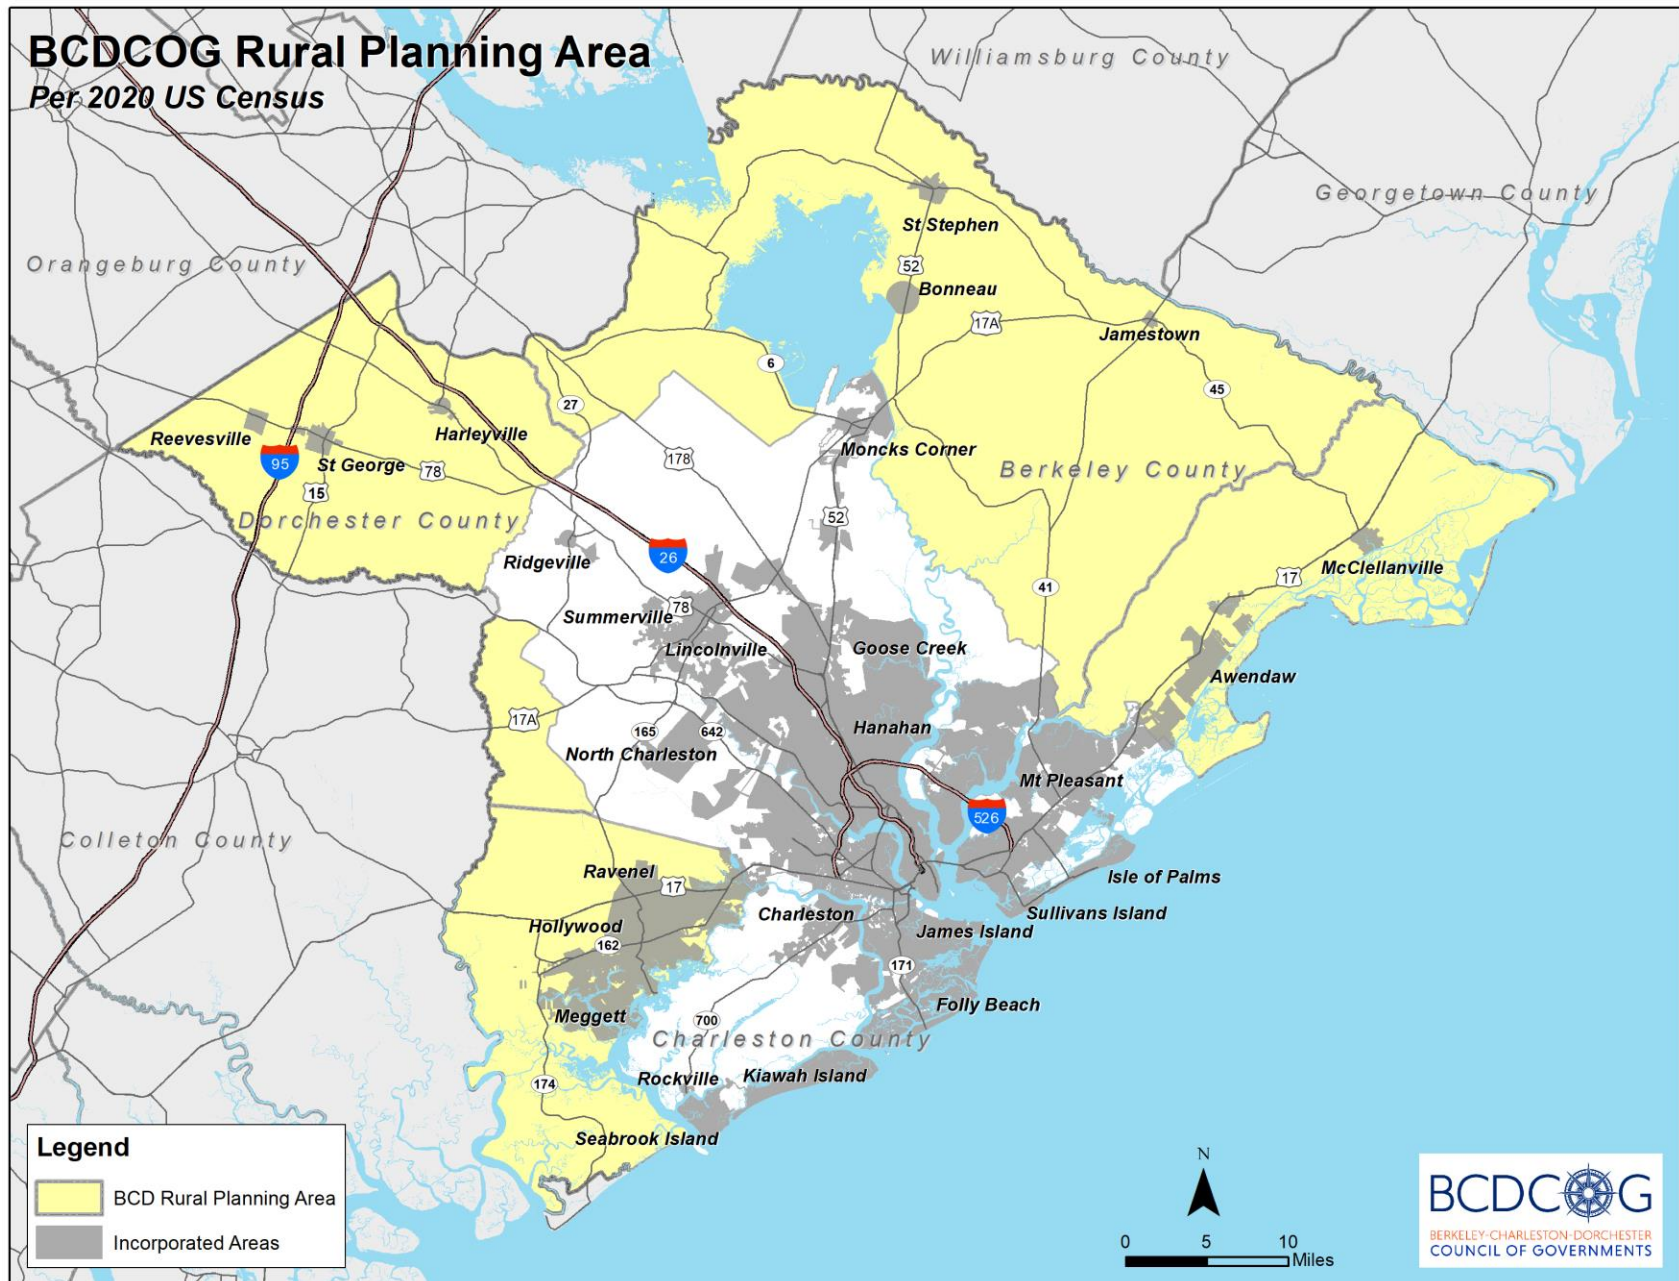 BCDCOG Rural Planning Area
Per 2020 US Census
Williamsburg County
Georgetown County
St Stephen
Orangeburg County
52
Bonneau
17A
Jamestown
6
45
27
Reevesville
Harleyville
St George
95
78
178
Moncks Corner
Berkeley County
15
Dorchester County
52
Ridgeville
26
McClellanville
17
41
78
Summerville
Lincolnville
Goose Creek
Awendaw
17A
165
642
Hanahan
North Charleston
Mt Pleasant
526
Colleton County
Ravenel
17
Isle of Palms
Charleston
Sullivans Island
Hollywood
James Island
162
171
Folly Beach
Meggett
700
Charleston County
Rockville
Kiawah Island
174
Seabrook Island
Legend
BCD Rural Planning Area
Incorporated Areas
N
0 5 10
Miles
BCDCOG
BERKELEY-CHARLESTON-DORCHESTER
COUNCIL OF GOVERNMENTS